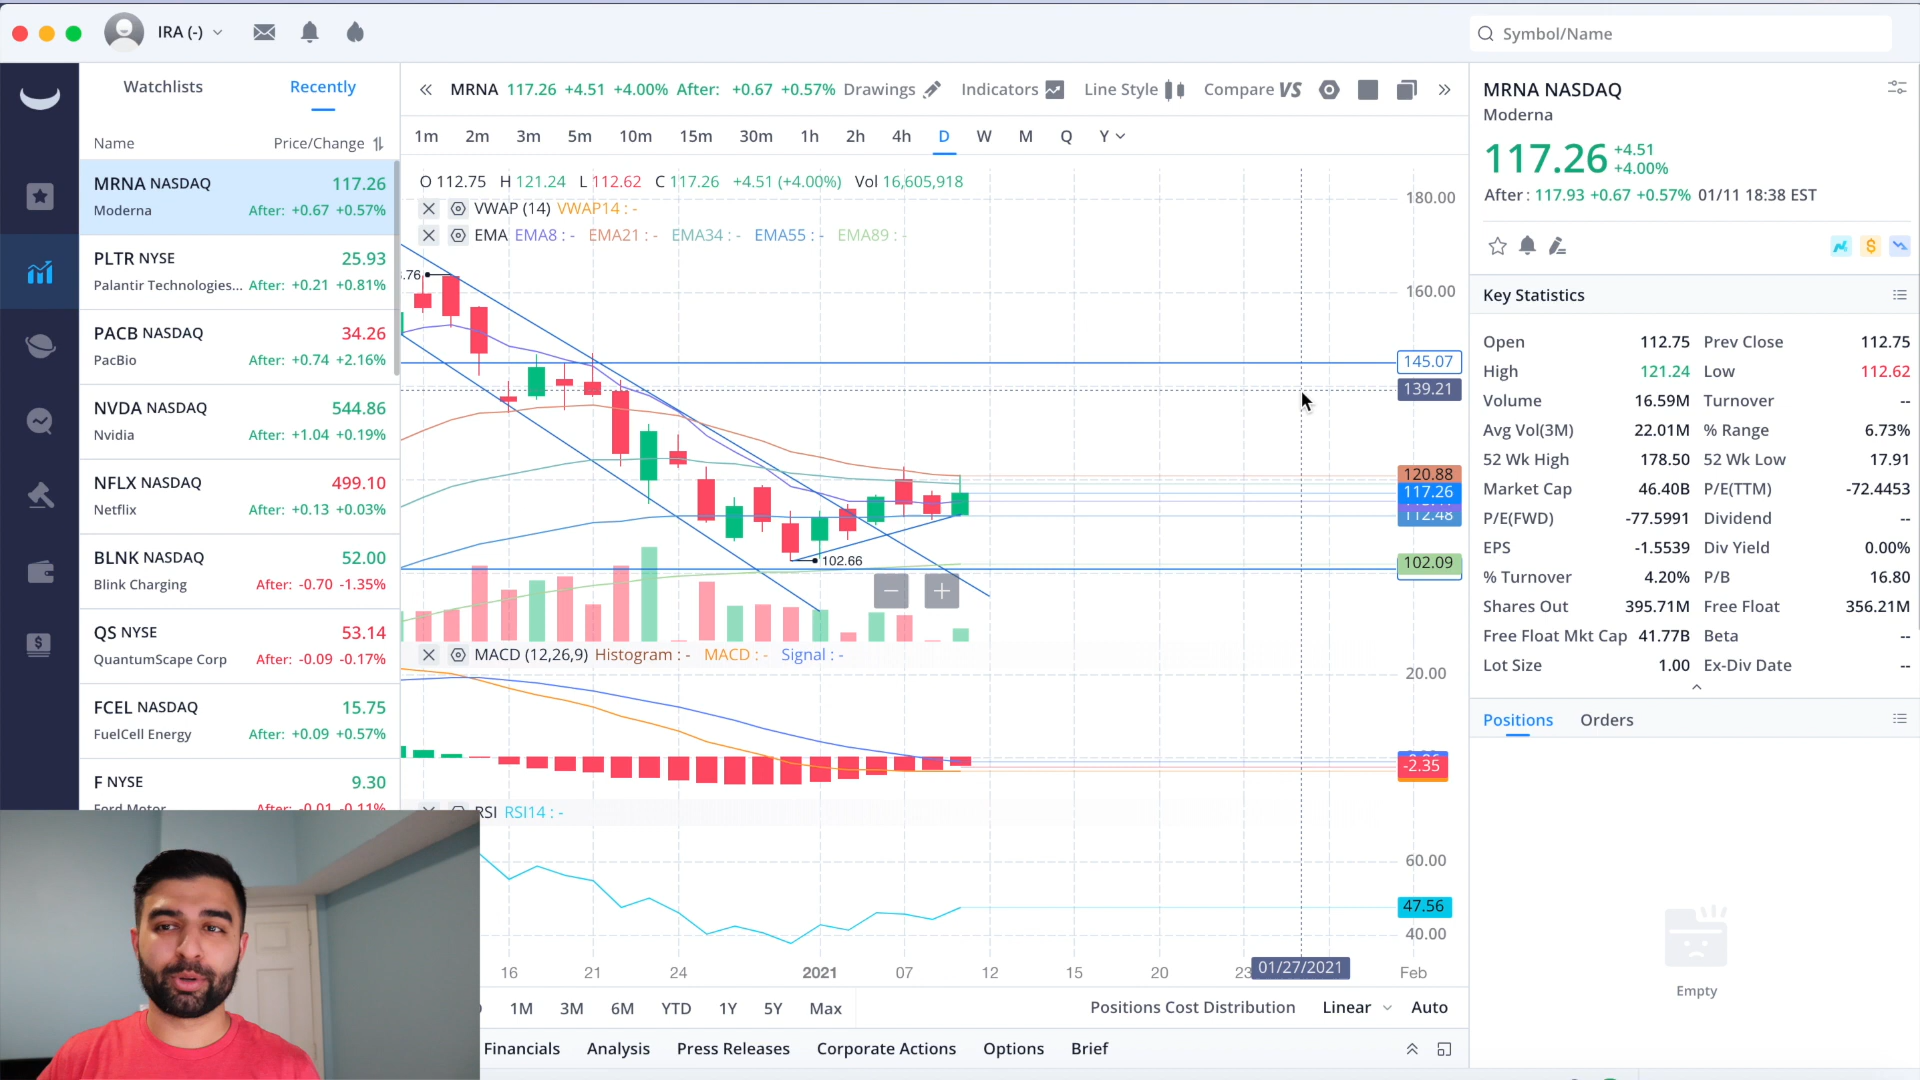 IRA (-)
Symbol/Name
Watchlists Recently
Name Price/Change
MRNA NASDAQ 117.26
Moderna After: +0.67 +0.57%
PLTR NYSE 25.93
Palantir Technologies... After: +0.21 +0.81%
PACB NASDAQ 34.26
PacBio After: +0.74 +2.16%
NVDA NASDAQ 544.86
Nvidia After: +1.04 +0.19%
NFLX NASDAQ 499.10
Netflix After: +0.13 +0.03%
BLNK NASDAQ 52.00
Blink Charging After: -0.70 -1.35%
QS NYSE 53.14
QuantumScape Corp After: -0.09 -0.17%
FCEL NASDAQ 15.75
FuelCell Energy After: +0.09 +0.57%
F NYSE 9.30
Ford Motor After: -0.01 -0.11%
MRNA 117.26 +4.51 +4.00% After: +0.67 +0.57% Drawings Indicators Line Style Compare VS
1m 2m 3m 5m 10m 15m 30m 1h 2h 4h D W M Q Y
O 112.75 H 121.24 L 112.62 C 117.26 +4.51 (+4.00%) Vol 16,605,918
VWAP (14) VWAP14 : -
EMA EMA8 : - EMA21 : - EMA34 : - EMA55 : - EMA89 : -
.76
102.66
180.00
160.00
145.07
139.21
120.88
117.26
112.48
102.09
MACD (12,26,9) Histogram : - MACD : - Signal : -
20.00
-2.35
RSI RSI14 : -
60.00
47.56
40.00
16 21 24 2021 07 12 15 20 23 01/27/2021 Feb
1M 3M 6M YTD 1Y 5Y Max Positions Cost Distribution Linear Auto
Financials Analysis Press Releases Corporate Actions Options Brief
MRNA NASDAQ
Moderna
117.26 +4.51
+4.00%
After : 117.93 +0.67 +0.57% 01/11 18:38 EST
Key Statistics
Open 112.75 Prev Close 112.75
High 121.24 Low 112.62
Volume 16.59M Turnover --
Avg Vol(3M) 22.01M % Range 6.73%
52 Wk High 178.50 52 Wk Low 17.91
Market Cap 46.40B P/E(TTM) -72.4453
P/E(FWD) -77.5991 Dividend --
EPS -1.5539 Div Yield 0.00%
% Turnover 4.20% P/B 16.80
Shares Out 395.71M Free Float 356.21M
Free Float Mkt Cap 41.77B Beta --
Lot Size 1.00 Ex-Div Date --
Positions Orders
Empty